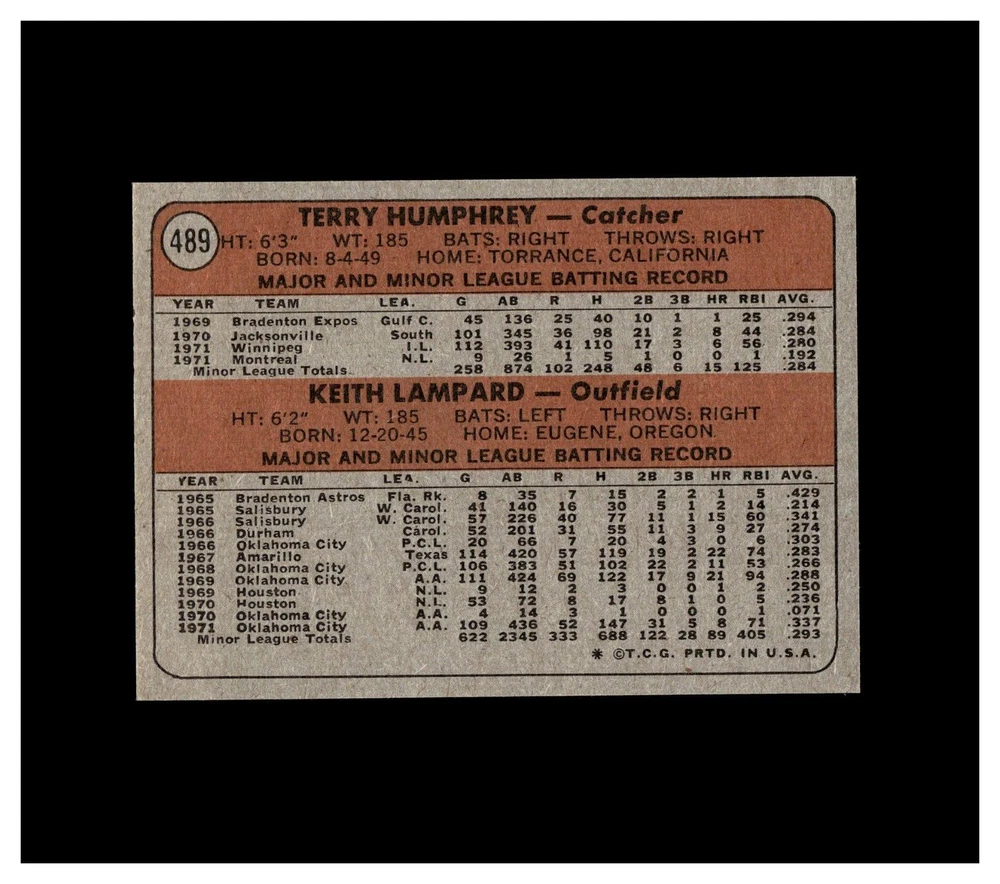 TERRY HUMPHREY — Catcher
489 HT: 6'3" WT: 185 BATS: RIGHT THROWS: RIGHT
BORN: 8-4-49 HOME: TORRANCE, CALIFORNIA
MAJOR AND MINOR LEAGUE BATTING RECORD
YEAR TEAM LEA. G AB R H 2B 3B HR RBI AVG.
1969 Bradenton Expos Gulf C. 45 136 25 40 10 1 1 25 .294
1970 Jacksonville South 101 345 36 98 21 2 8 44 .284
1971 Winnipeg I.L. 112 393 41 110 17 3 6 56 .280
1971 Montreal N.L. 9 26 1 5 1 0 0 1 .192
Minor League Totals 258 874 102 248 48 6 15 125 .284
KEITH LAMPARD — Outfield
HT: 6'2" WT: 185 BATS: LEFT THROWS: RIGHT
BORN: 12-20-45 HOME: EUGENE, OREGON
MAJOR AND MINOR LEAGUE BATTING RECORD
YEAR TEAM LEA. G AB R H 2B 3B HR RBI AVG.
1965 Bradenton Astros Fla. Rk. 8 35 7 15 2 2 1 5 .429
1965 Salisbury W. Carol. 41 140 16 30 5 1 2 14 .214
1966 Salisbury W. Carol. 57 226 40 77 11 1 15 60 .341
1966 Durham Carol. 52 201 31 55 11 3 9 27 .274
1966 Oklahoma City P.C.L. 20 66 7 20 4 3 0 6 .303
1967 Amarillo Texas 114 420 57 119 19 2 22 74 .283
1968 Oklahoma City P.C.L. 106 383 51 102 22 2 11 53 .266
1969 Oklahoma City A.A. 111 424 69 122 17 9 21 94 .288
1969 Houston N.L. 9 12 2 3 0 0 1 2 .250
1970 Houston N.L. 53 72 8 17 8 1 0 5 .236
1970 Oklahoma City A.A. 4 14 3 1 0 0 0 1 .071
1971 Oklahoma City A.A. 109 436 52 147 31 5 8 71 .337
Minor League Totals 622 2345 333 688 122 28 89 405 .293
* ©T.C.G. PRTD. IN U.S.A.